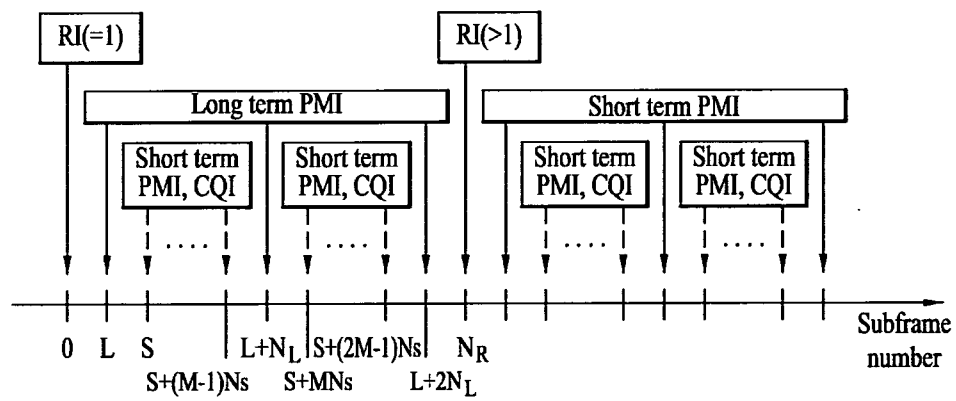 RI(=1)
RI(>1)
Long term PMI
Short term PMI
Short term
PMI, CQI
Short term
PMI, CQI
Short term
PMI, CQI
Short term
PMI, CQI
0
L
S
S+(M-1)Ns
L+N_L
S+MNs
S+(2M-1)Ns
L+2N_L
N_R
Subframe
number